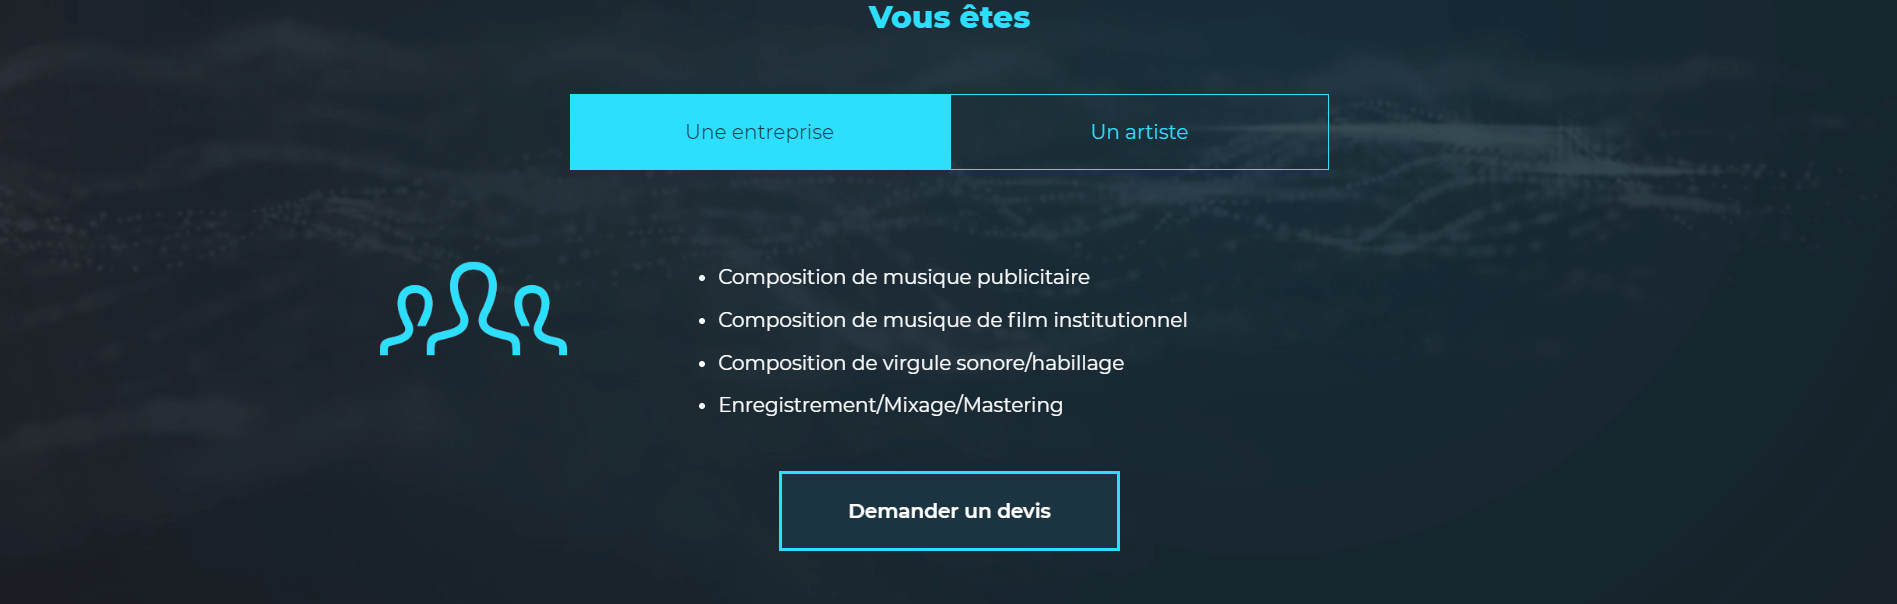 Vous êtes
Une entreprise
Un artiste
• Composition de musique publicitaire
• Composition de musique de film institutionnel
• Composition de virgule sonore/habillage
• Enregistrement/Mixage/Mastering
Demander un devis